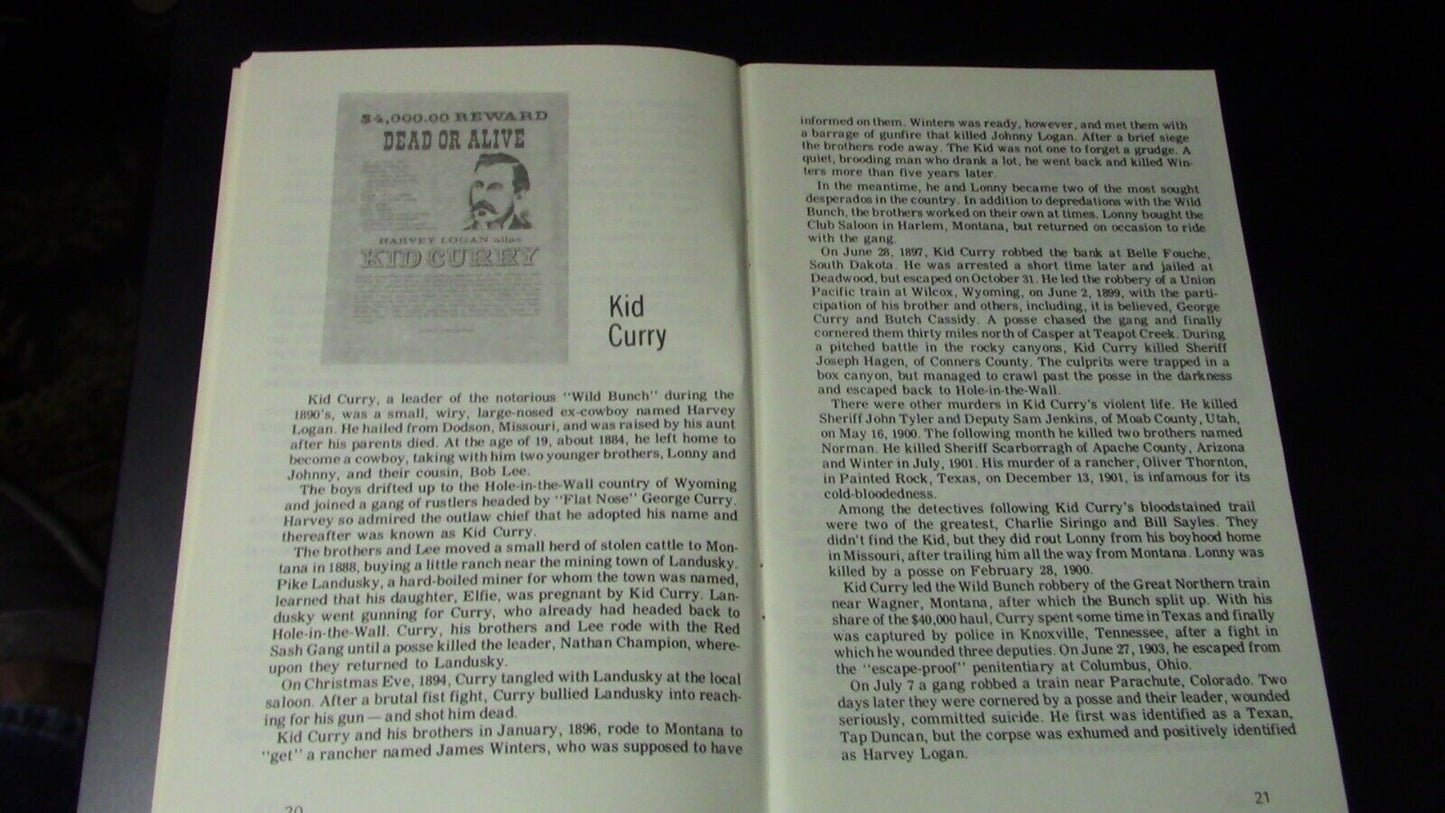 $4,000.00 REWARD
DEAD OR ALIVE
HARVEY LOGAN alias
KID CURRY
Kid
Curry
Kid Curry, a leader of the notorious "Wild Bunch" during the
1890's, was a small, wiry, large-nosed ex-cowboy named Harvey
Logan. He hailed from Dodson, Missouri, and was raised by his aunt
after his parents died. At the age of 19, about 1884, he left home to
become a cowboy, taking with him two younger brothers, Lonny and
Johnny, and their cousin, Bob Lee.
The boys drifted up to the Hole-in-the-Wall country of Wyoming
and joined a gang of rustlers headed by "Flat Nose" George Curry.
Harvey so admired the outlaw chief that he adopted his name and
thereafter was known as Kid Curry.
The brothers and Lee moved a small herd of stolen cattle to Mon-
tana in 1888, buying a little ranch near the mining town of Landusky.
Pike Landusky, a hard-boiled miner for whom the town was named,
learned that his daughter, Elfie, was pregnant by Kid Curry. Lan-
dusky went gunning for Curry, who already had headed back to
Hole-in-the-Wall. Curry, his brothers and Lee rode with the Red
Sash Gang until a posse killed the leader, Nathan Champion, where-
upon they returned to Landusky.
On Christmas Eve, 1894, Curry tangled with Landusky at the local
saloon. After a brutal fist fight, Curry bullied Landusky into reach-
ing for his gun — and shot him dead.
Kid Curry and his brothers in January, 1896, rode to Montana to
"get" a rancher named James Winters, who was supposed to have
20
informed on them. Winters was ready, however, and met them with
a barrage of gunfire that killed Johnny Logan. After a brief siege
the brothers rode away. The Kid was not one to forget a grudge. A
quiet, brooding man who drank a lot, he went back and killed Win-
ters more than five years later.
In the meantime, he and Lonny became two of the most sought
desperados in the country. In addition to depredations with the Wild
Bunch, the brothers worked on their own at times. Lonny bought the
Club Saloon in Harlem, Montana, but returned on occasion to ride
with the gang.
On June 28, 1897, Kid Curry robbed the bank at Belle Fouche,
South Dakota. He was arrested a short time later and jailed at
Deadwood, but escaped on October 31. He led the robbery of a Union
Pacific train at Wilcox, Wyoming, on June 2, 1899, with the parti-
cipation of his brother and others, including, it is believed, George
Curry and Butch Cassidy. A posse chased the gang and finally
cornered them thirty miles north of Casper at Teapot Creek. During
a pitched battle in the rocky canyons, Kid Curry killed Sheriff
Joseph Hagen, of Conners County. The culprits were trapped in a
box canyon, but managed to crawl past the posse in the darkness
and escaped back to Hole-in-the-Wall.
There were other murders in Kid Curry's violent life. He killed
Sheriff John Tyler and Deputy Sam Jenkins, of Moab County, Utah,
on May 16, 1900. The following month he killed two brothers named
Norman. He killed Sheriff Scarborragh of Apache County, Arizona
and Winter in July, 1901. His murder of a rancher, Oliver Thornton,
in Painted Rock, Texas, on December 13, 1901, is infamous for its
cold-bloodedness.
Among the detectives following Kid Curry's bloodstained trail
were two of the greatest, Charlie Siringo and Bill Sayles. They
didn't find the Kid, but they did rout Lonny from his boyhood home
in Missouri, after trailing him all the way from Montana. Lonny was
killed by a posse on February 28, 1900.
Kid Curry led the Wild Bunch robbery of the Great Northern train
near Wagner, Montana, after which the Bunch split up. With his
share of the $40,000 haul, Curry spent some time in Texas and finally
was captured by police in Knoxville, Tennessee, after a fight in
which he wounded three deputies. On June 27, 1903, he escaped from
the "escape-proof" penitentiary at Columbus, Ohio.
On July 7 a gang robbed a train near Parachute, Colorado. Two
days later they were cornered by a posse and their leader, wounded
seriously, committed suicide. He first was identified as a Texan,
Tap Duncan, but the corpse was exhumed and positively identified
as Harvey Logan.
21